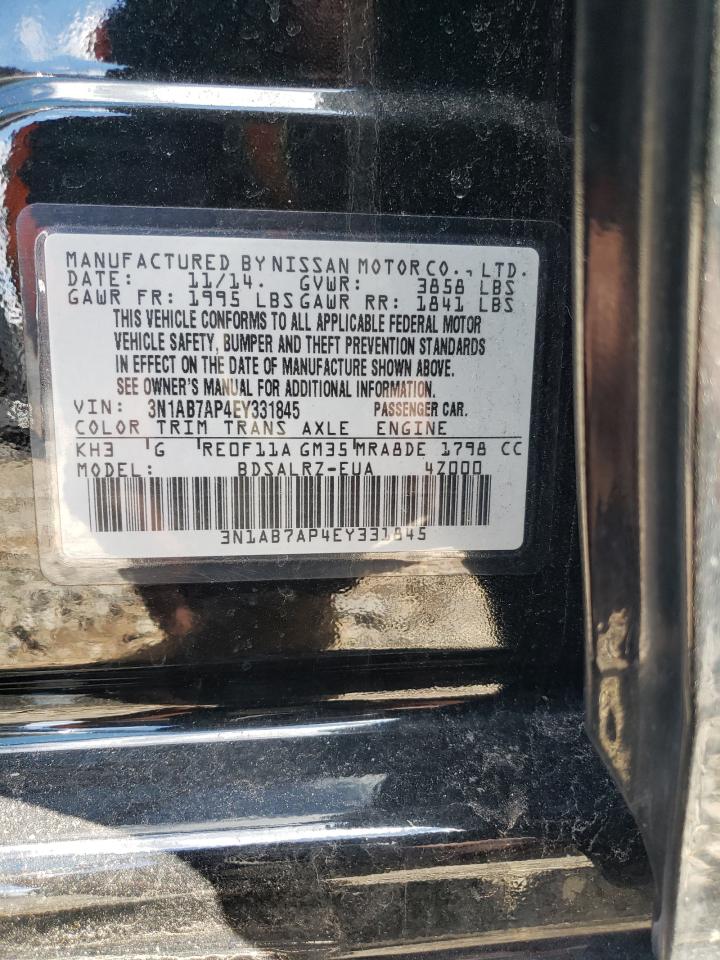 MANUFACTURED BY NISSAN MOTOR CO., LTD.
DATE: 11/14. GVWR: 3858 LBS
GAWR FR: 1995 LBS GAWR RR: 1841 LBS
THIS VEHICLE CONFORMS TO ALL APPLICABLE FEDERAL MOTOR
VEHICLE SAFETY, BUMPER AND THEFT PREVENTION STANDARDS
IN EFFECT ON THE DATE OF MANUFACTURE SHOWN ABOVE.
SEE OWNER'S MANUAL FOR ADDITIONAL INFORMATION.
VIN: 3N1AB7AP4EY331845 PASSENGER CAR.
COLOR TRIM TRANS AXLE ENGINE
KH3 G RE0F11A GM35 MRA8DE 1798 CC
MODEL: BDSALRZ-EUA 4Z000
3N1AB7AP4EY331845